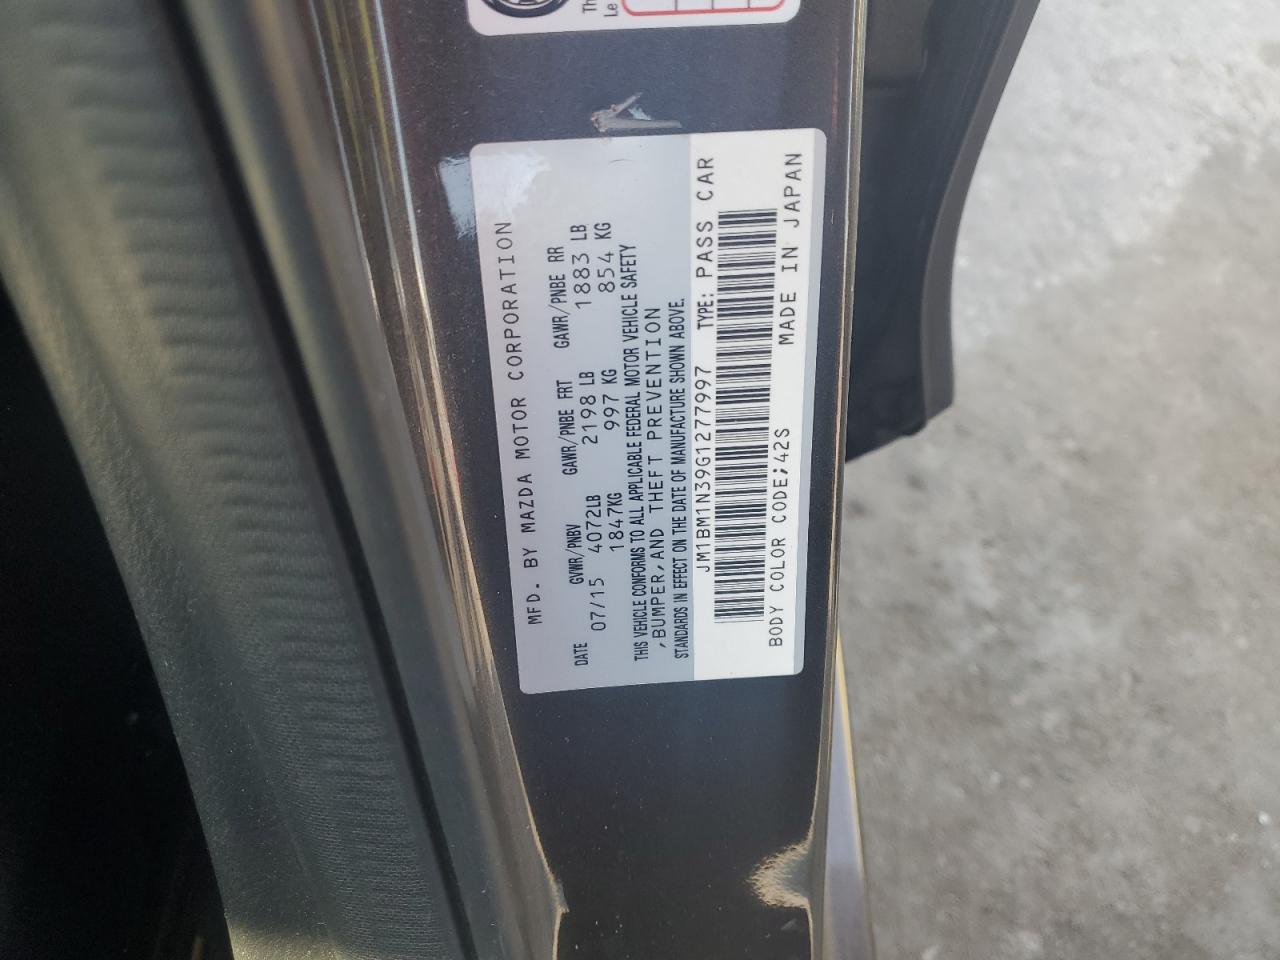 Th
Le
MFD. BY MAZDA MOTOR CORPORATION
DATE GVWR/PNBV GAWR/PNBE FRT GAWR/PNBE RR
07/15 4072LB 2198 LB 1883 LB
1847KG 997 KG 854 KG
THIS VEHICLE CONFORMS TO ALL APPLICABLE FEDERAL MOTOR VEHICLE SAFETY
,BUMPER,AND THEFT PREVENTION
STANDARDS IN EFFECT ON THE DATE OF MANUFACTURE SHOWN ABOVE.
JM1BM1N39G1277997 TYPE: PASS CAR
BODY COLOR CODE;42S MADE IN JAPAN